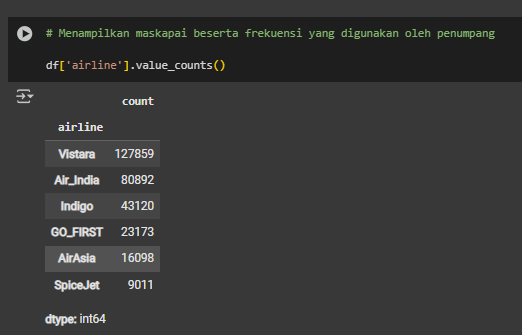 # Menampilkan maskapai beserta frekuensi yang digunakan oleh penumpang
df['airline'].value_counts()
count
airline
Vistara 127859
Air_India 80892
Indigo 43120
GO_FIRST 23173
AirAsia 16098
SpiceJet 9011
dtype: int64